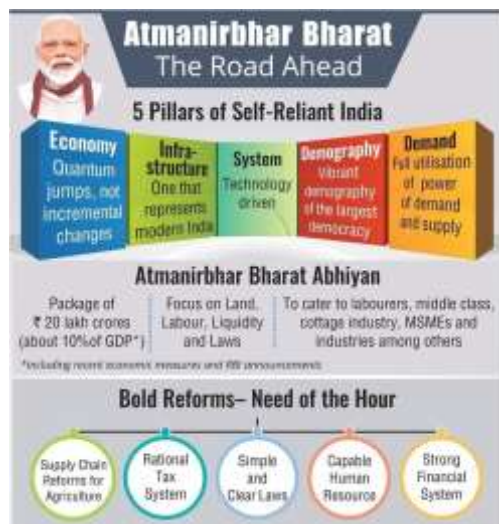 Atmanirbhar Bharat
The Road Ahead
5 Pillars of Self-Reliant India
Economy
Quantum
jumps, not
incremental
changes
Infra-
structure
One that
represents
modern India
System
Technology
driven
Demography
Vibrant
demography
of the largest
democracy
Demand
Full utilisation
of power
of demand
and supply
Atmanirbhar Bharat Abhiyan
Package of
₹ 20 lakh crores
(about 10%of GDP*)
Focus on Land,
Labour, Liquidity
and Laws
To cater to labourers, middle class,
cottage industry, MSMEs and
industries among others
*Including recent economic measures and RBI announcements
Bold Reforms– Need of the Hour
Supply Chain
Reforms for
Agriculture
Rational
Tax
System
Simple
and
Clear Laws
Capable
Human
Resource
Strong
Financial
System